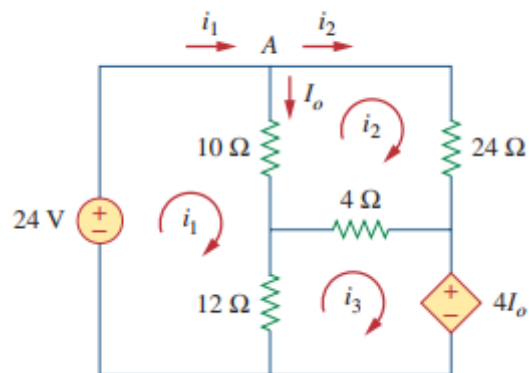 i₁ A i₂
Iₒ
i₂
10 Ω 24 Ω
4 Ω
24 V + − i₁
12 Ω i₃ + − 4Iₒ